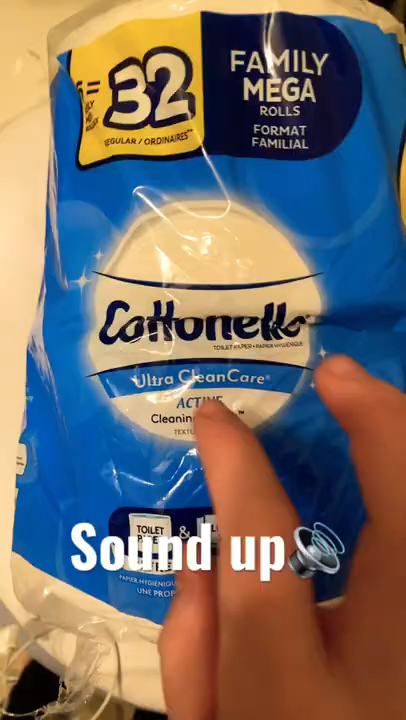 =
32
REGULAR / ORDINAIRES**
FAMILY
MEGA
ROLLS
FORMAT
FAMILIAL
Cottonelle
TOILET PAPER • PAPIER HYGIÉNIQUE
Ultra CleanCare®
ACTIVE
Cleaning ™
TOILET
&
Sound up
PAPIER HYGIÉNIQUE
UNE